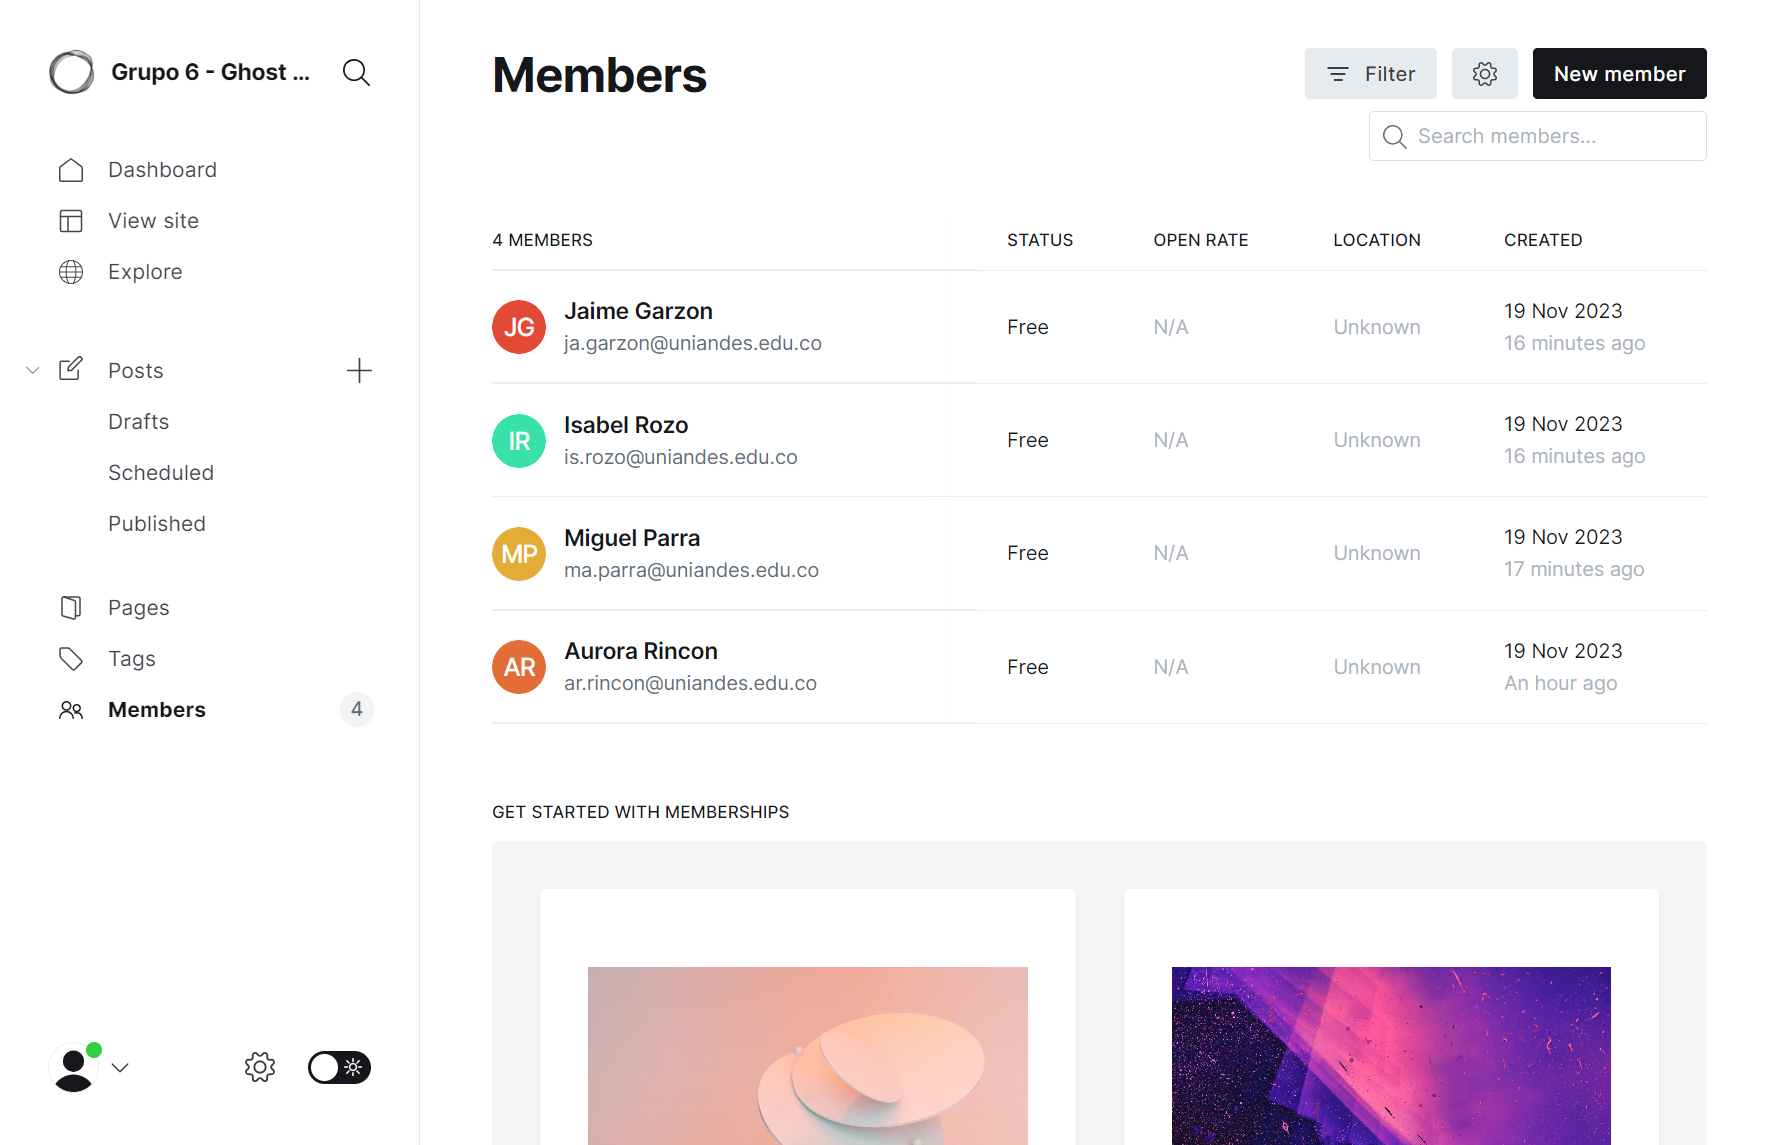 Grupo 6 - Ghost ...
Dashboard
View site
Explore
Posts
Drafts
Scheduled
Published
Pages
Tags
Members 4
Members
Filter
New member
Search members...
4 MEMBERS STATUS OPEN RATE LOCATION CREATED
JG Jaime Garzon
ja.garzon@uniandes.edu.co
Free N/A Unknown
19 Nov 2023
16 minutes ago
IR Isabel Rozo
is.rozo@uniandes.edu.co
Free N/A Unknown
19 Nov 2023
16 minutes ago
MP Miguel Parra
ma.parra@uniandes.edu.co
Free N/A Unknown
19 Nov 2023
17 minutes ago
AR Aurora Rincon
ar.rincon@uniandes.edu.co
Free N/A Unknown
19 Nov 2023
An hour ago
GET STARTED WITH MEMBERSHIPS